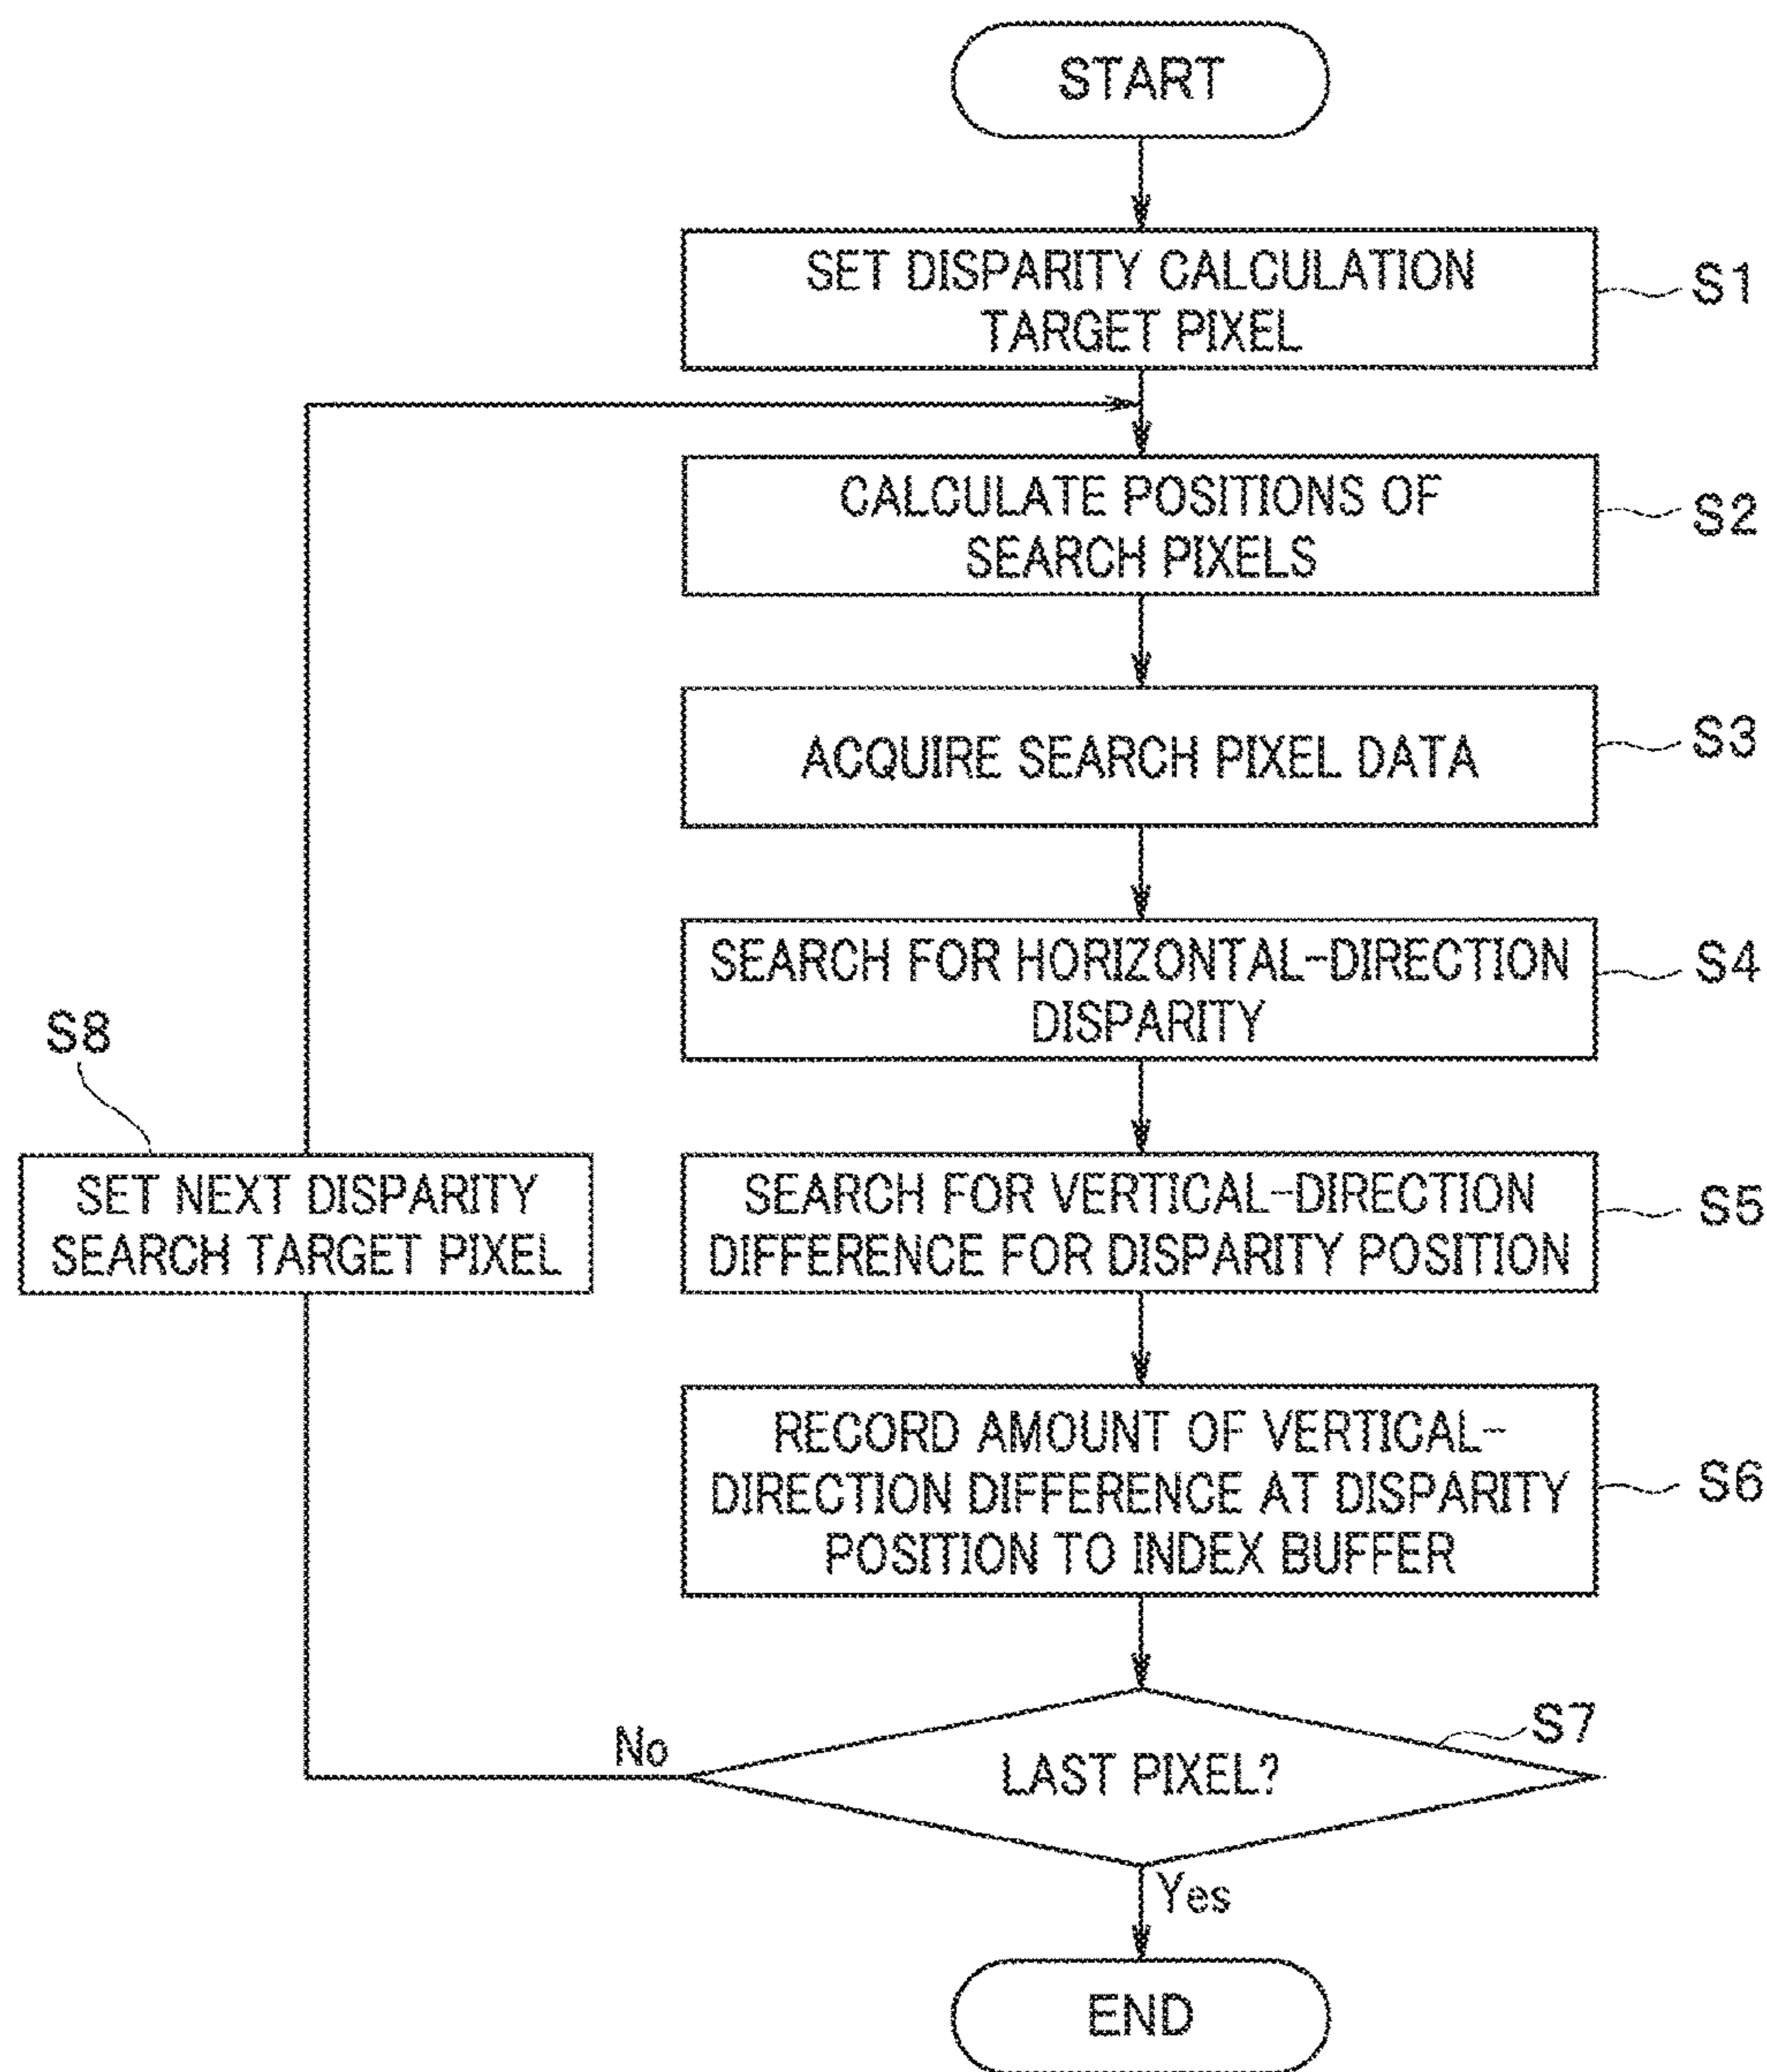 START
SET DISPARITY CALCULATION
TARGET PIXEL
S1
CALCULATE POSITIONS OF
SEARCH PIXELS
S2
ACQUIRE SEARCH PIXEL DATA
S3
SEARCH FOR HORIZONTAL-DIRECTION
DISPARITY
S4
S8
SET NEXT DISPARITY
SEARCH TARGET PIXEL
SEARCH FOR VERTICAL-DIRECTION
DIFFERENCE FOR DISPARITY POSITION
S5
RECORD AMOUNT OF VERTICAL-
DIRECTION DIFFERENCE AT DISPARITY
POSITION TO INDEX BUFFER
S6
No
LAST PIXEL?
S7
Yes
END